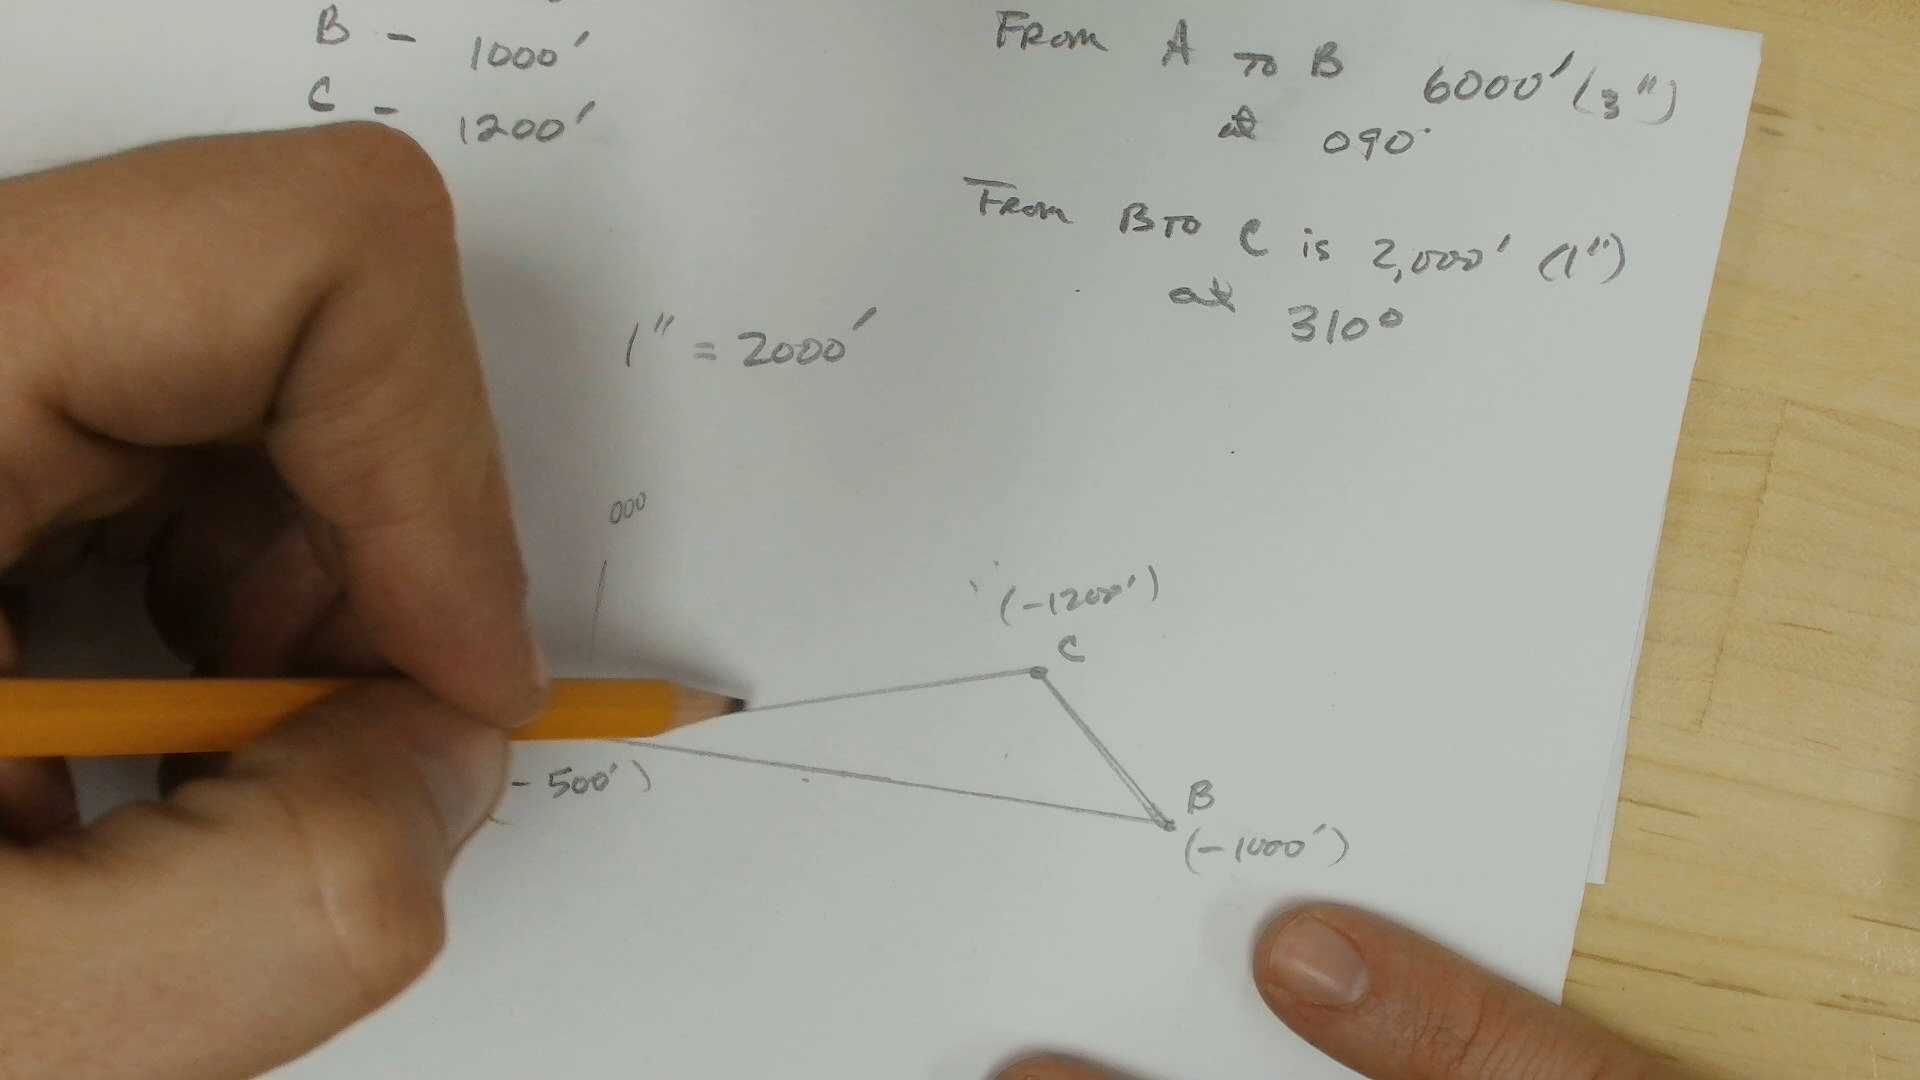 B - 1000'
C - 1200'
From A to B 6000' (3")
at 090°
From B to C is 2,000' (1")
at 310°
1" = 2000'
000
(-1200')
C
(-500')
B
(-1000')